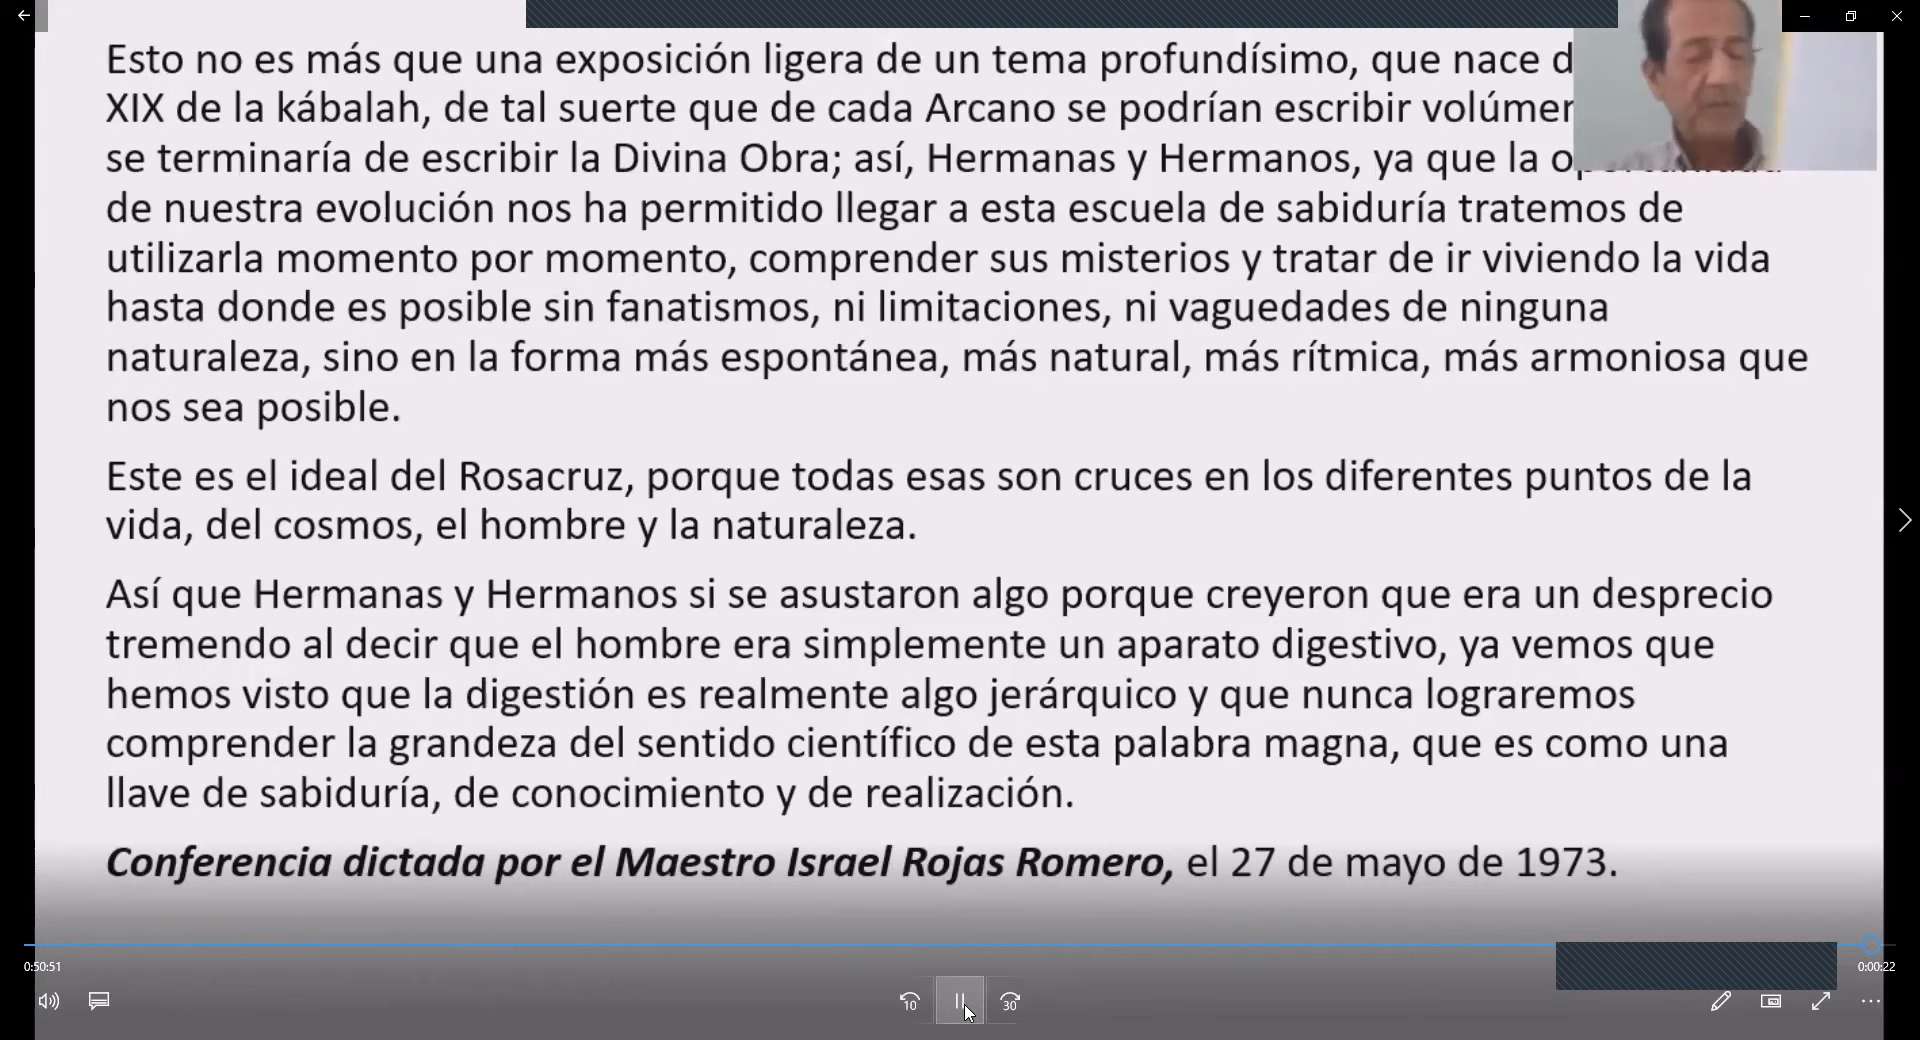 Esto no es más que una exposición ligera de un tema profundísimo, que nace
XIX de la kábalah, de tal suerte que de cada Arcano se podrían escribir
se terminaría de escribir la Divina Obra; así, Hermanas y Hermanos, ya que la
de nuestra evolución nos ha permitido llegar a esta escuela de sabiduría tratemos de
utilizarla momento por momento, comprender sus misterios y tratar de ir viviendo la vida
hasta donde es posible sin fanatismos, ni limitaciones, ni vaguedades de ninguna
naturaleza, sino en la forma más espontánea, más natural, más rítmica, más armoniosa que
nos sea posible.
Este es el ideal del Rosacruz, porque todas esas son cruces en los diferentes puntos de la
vida, del cosmos, el hombre y la naturaleza.
Así que Hermanas y Hermanos si se asustaron algo porque creyeron que era un desprecio
tremendo al decir que el hombre era simplemente un aparato digestivo, ya vemos que
hemos visto que la digestión es realmente algo jerárquico y que nunca lograremos
comprender la grandeza del sentido científico de esta palabra magna, que es como una
llave de sabiduría, de conocimiento y de realización.
Conferencia dictada por el Maestro Israel Rojas Romero, el 27 de mayo de 1973.
0:50:51
0:00:22
10
30